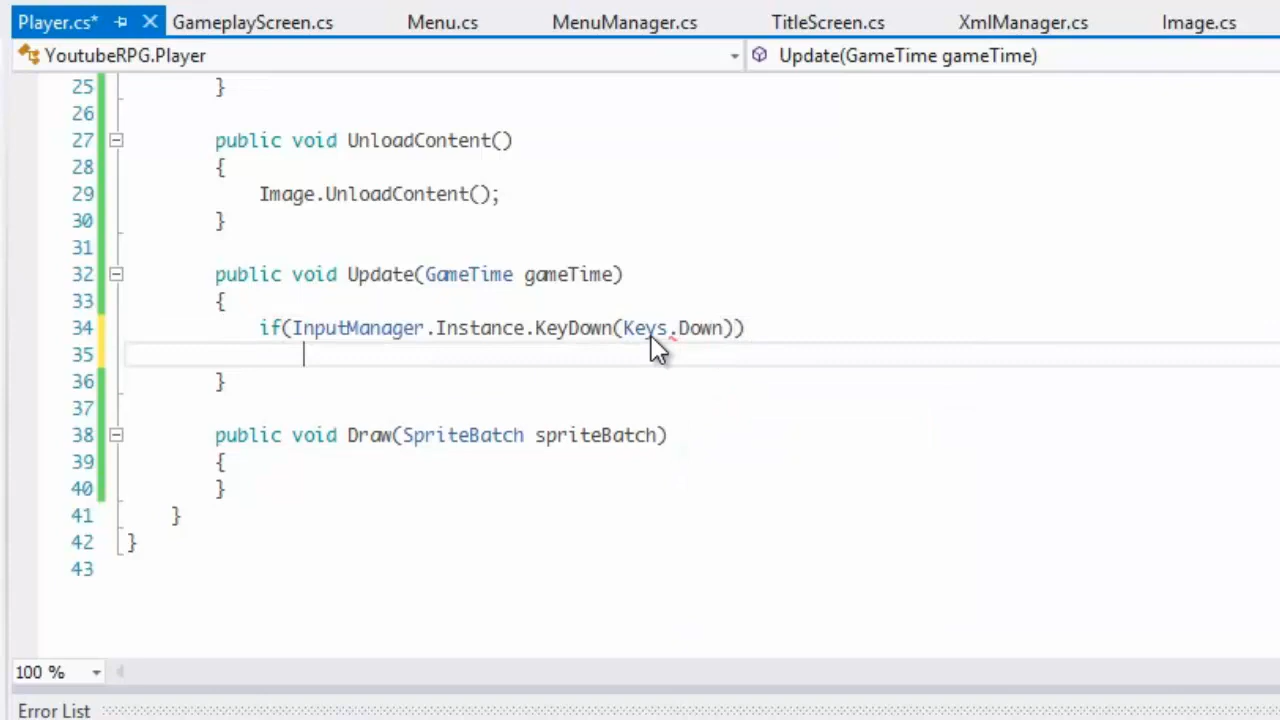 Player.cs* GameplayScreen.cs Menu.cs MenuManager.cs TitleScreen.cs XmlManager.cs Image.cs
YoutubeRPG.Player Update(GameTime gameTime)
25 }
26
27 public void UnloadContent()
28 {
29 Image.UnloadContent();
30 }
31
32 public void Update(GameTime gameTime)
33 {
34 if(InputManager.Instance.KeyDown(Keys.Down))
35
36 }
37
38 public void Draw(SpriteBatch spriteBatch)
39 {
40 }
41 }
42 }
43
100 %
Error List